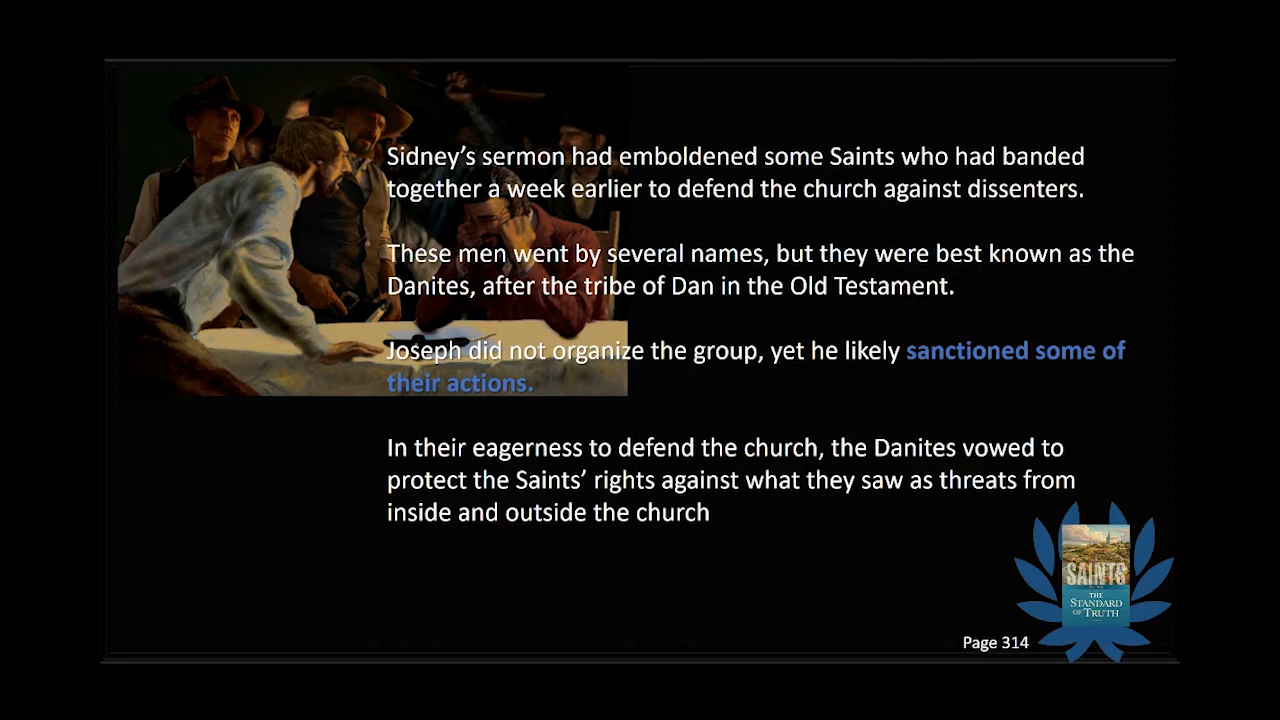 Sidney’s sermon had emboldened some Saints who had banded
together a week earlier to defend the church against dissenters.
These men went by several names, but they were best known as the
Danites, after the tribe of Dan in the Old Testament.
Joseph did not organize the group, yet he likely sanctioned some of
their actions.
In their eagerness to defend the church, the Danites vowed to
protect the Saints’ rights against what they saw as threats from
inside and outside the church
SAINTS
THE
STANDARD
OF TRUTH
Page 314